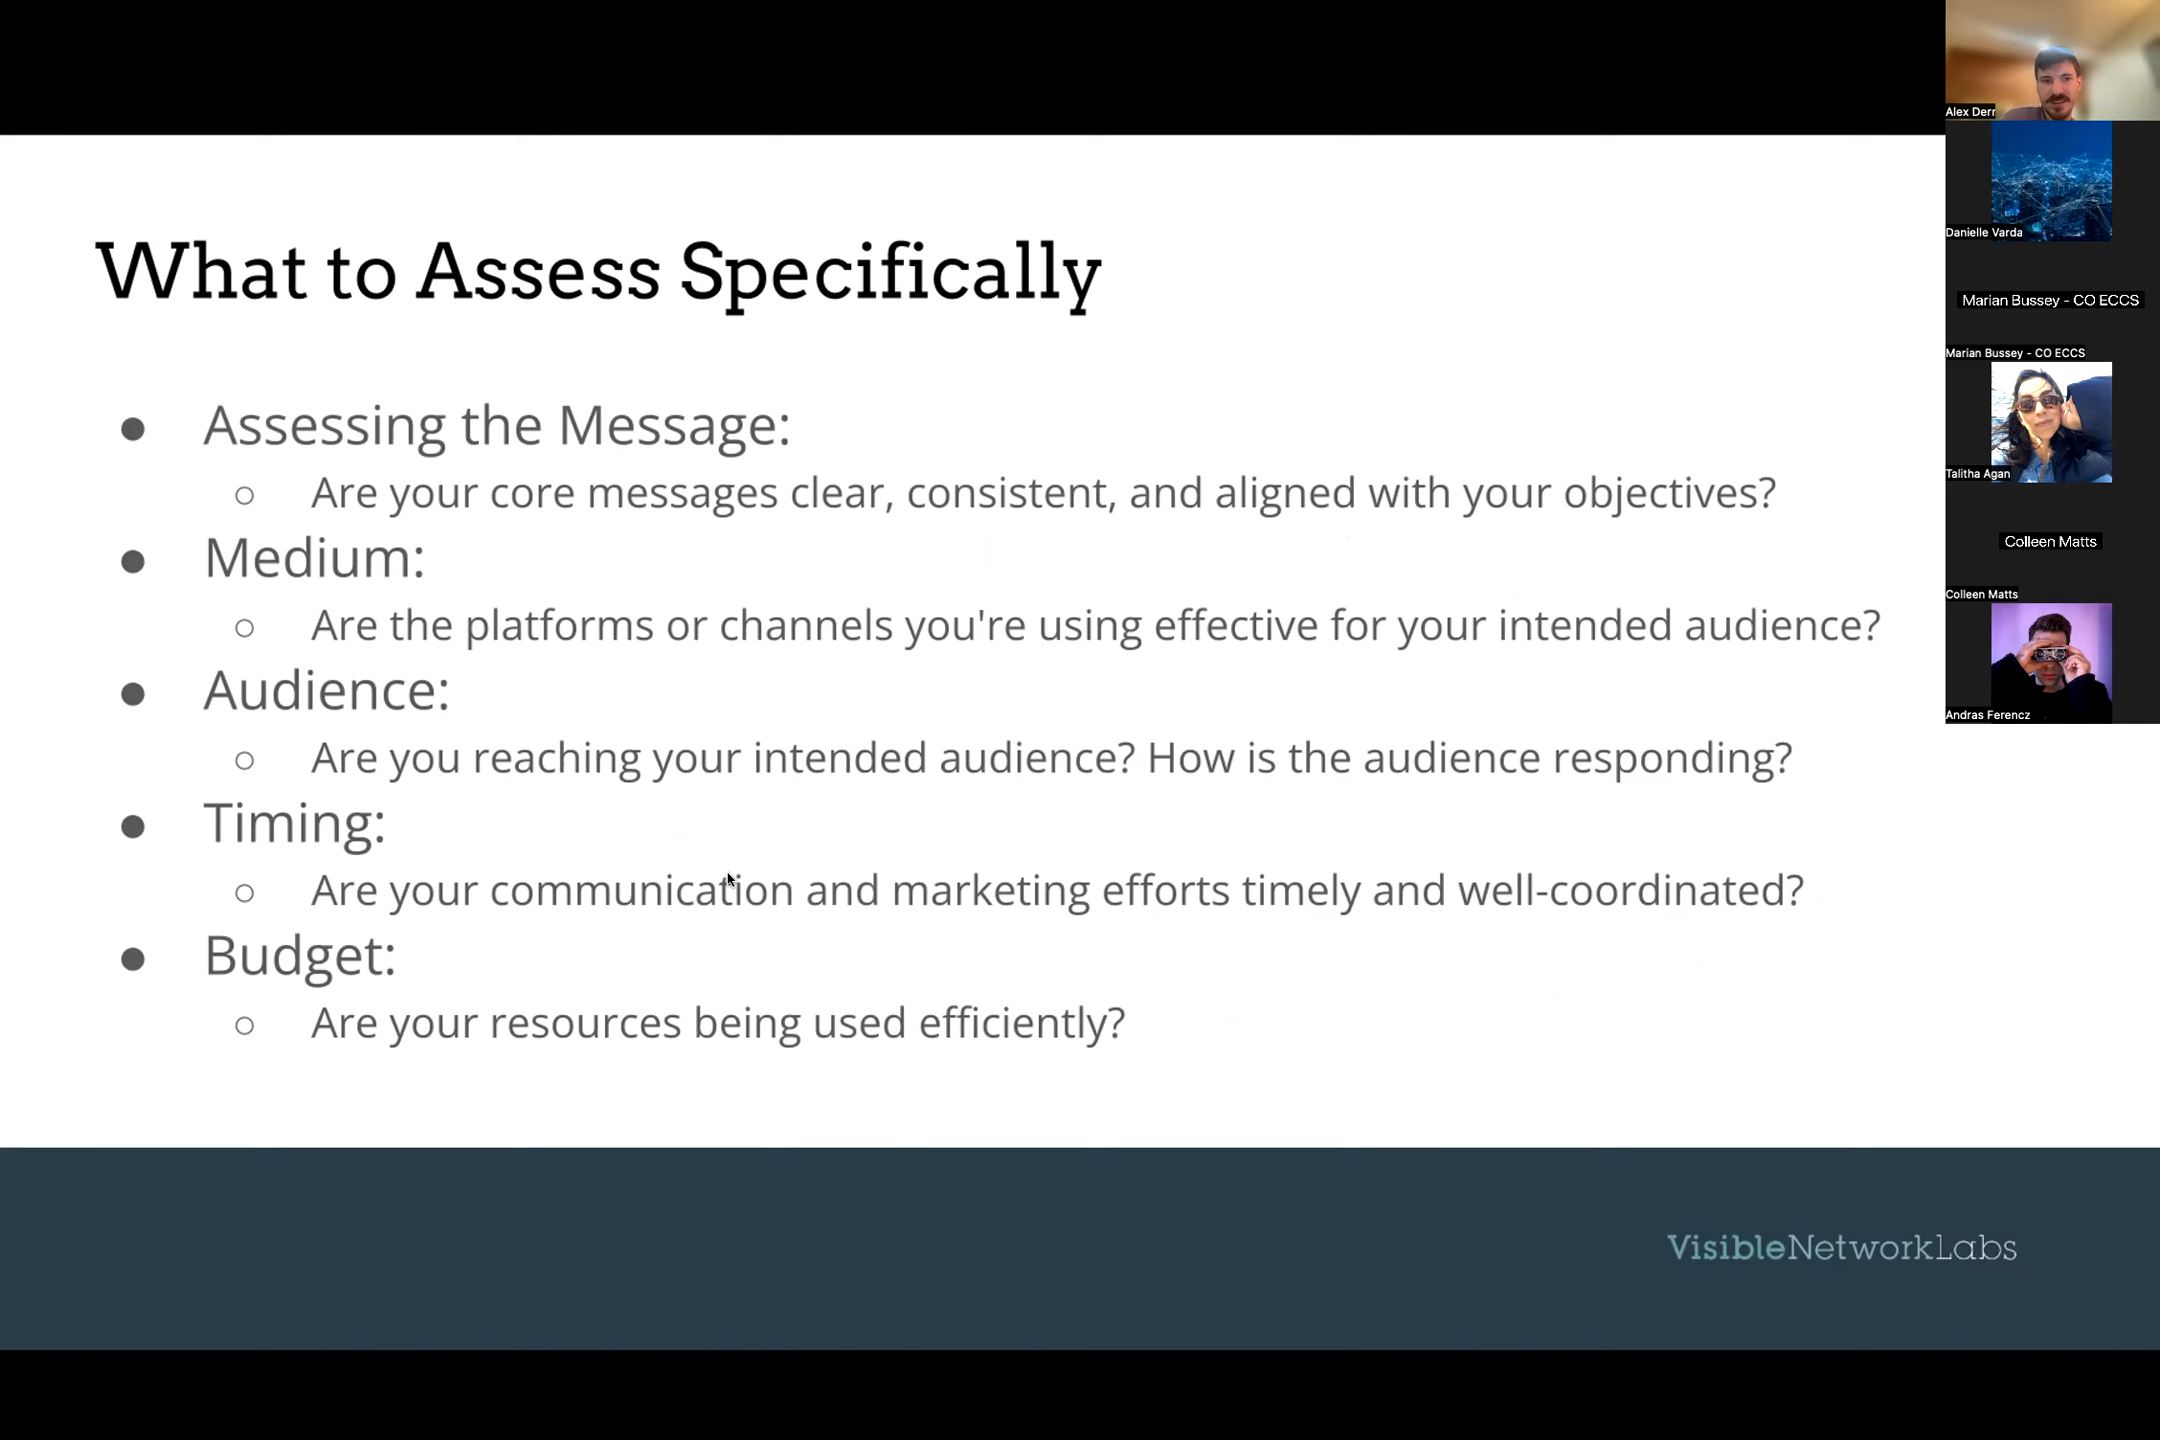 What to Assess Specifically
● Assessing the Message:
○ Are your core messages clear, consistent, and aligned with your objectives?
● Medium:
○ Are the platforms or channels you're using effective for your intended audience?
● Audience:
○ Are you reaching your intended audience? How is the audience responding?
● Timing:
○ Are your communication and marketing efforts timely and well-coordinated?
● Budget:
○ Are your resources being used efficiently?
VisibleNetworkLabs
Alex Derr
Danielle Varda
Marian Bussey - CO ECCS
Marian Bussey - CO ECCS
Talitha Agan
Colleen Matts
Colleen Matts
Andras Ferencz